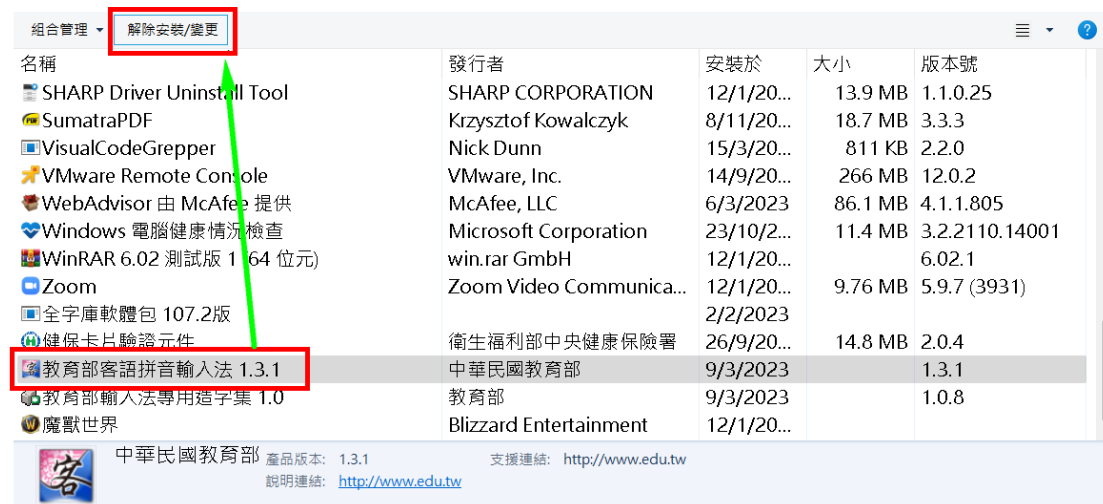 組合管理 解除安裝/變更
名稱 發行者 安裝於 大小 版本號
SHARP Driver Uninstall Tool SHARP CORPORATION 12/1/20... 13.9 MB 1.1.0.25
SumatraPDF Krzysztof Kowalczyk 8/11/20... 18.7 MB 3.3.3
VisualCodeGrepper Nick Dunn 15/3/20... 811 KB 2.2.0
VMware Remote Console VMware, Inc. 14/9/20... 266 MB 12.0.2
WebAdvisor 由 McAfee 提供 McAfee, LLC 6/3/2023 86.1 MB 4.1.1.805
Windows 電腦健康情況檢查 Microsoft Corporation 23/10/2... 11.4 MB 3.2.2110.14001
WinRAR 6.02 測試版 1 64 位元) win.rar GmbH 12/1/20... 6.02.1
Zoom Zoom Video Communica... 12/1/20... 9.76 MB 5.9.7 (3931)
全字庫軟體包 107.2版 2/2/2023
健保卡片驗證元件 衛生福利部中央健康保險署 26/9/20... 14.8 MB 2.0.4
教育部客語拼音輸入法 1.3.1 中華民國教育部 9/3/2023 1.3.1
教育部輸入法專用造字集 1.0 教育部 9/3/2023 1.0.8
魔獸世界 Blizzard Entertainment 12/1/20...
客 中華民國教育部 產品版本: 1.3.1 支援連結: http://www.edu.tw
說明連結: http://www.edu.tw